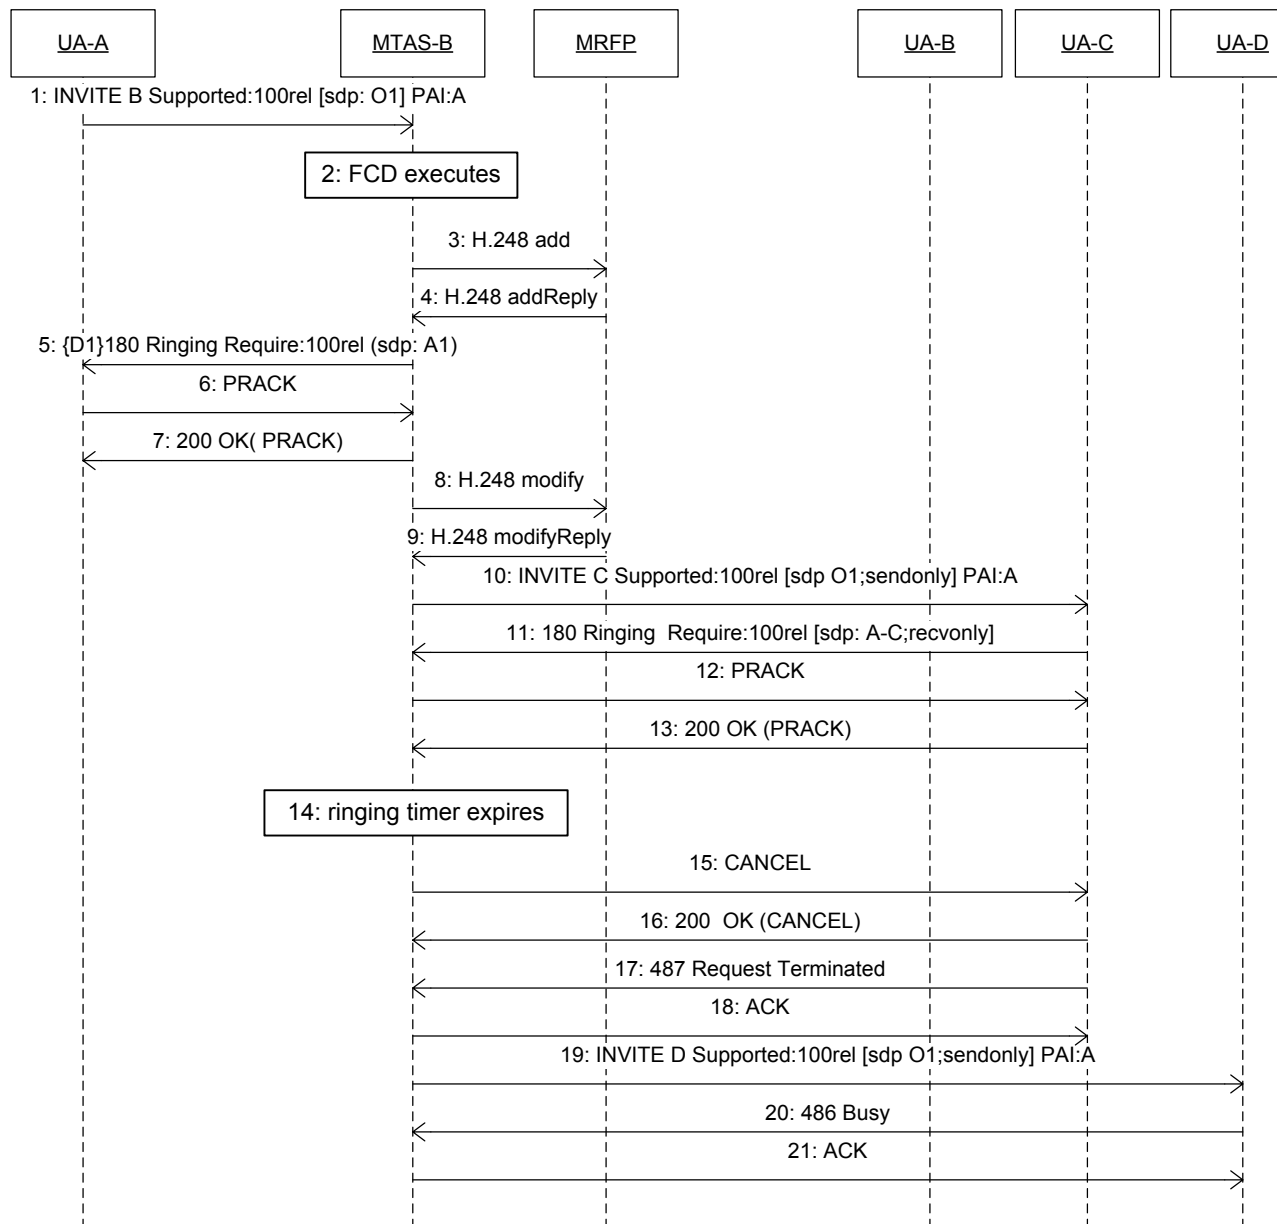 UA-A
MTAS-B
MRFP
UA-B
UA-C
UA-D
1: INVITE B Supported:100rel [sdp: O1] PAI:A
2: FCD executes
3: H.248 add
4: H.248 addReply
5: {D1}180 Ringing Require:100rel (sdp: A1)
6: PRACK
7: 200 OK( PRACK)
8: H.248 modify
9: H.248 modifyReply
10: INVITE C Supported:100rel [sdp O1;sendonly] PAI:A
11: 180 Ringing  Require:100rel [sdp: A-C;recvonly]
12: PRACK
13: 200 OK (PRACK)
14: ringing timer expires
15: CANCEL
16: 200  OK (CANCEL)
17: 487 Request Terminated
18: ACK
19: INVITE D Supported:100rel [sdp O1;sendonly] PAI:A
20: 486 Busy
21: ACK